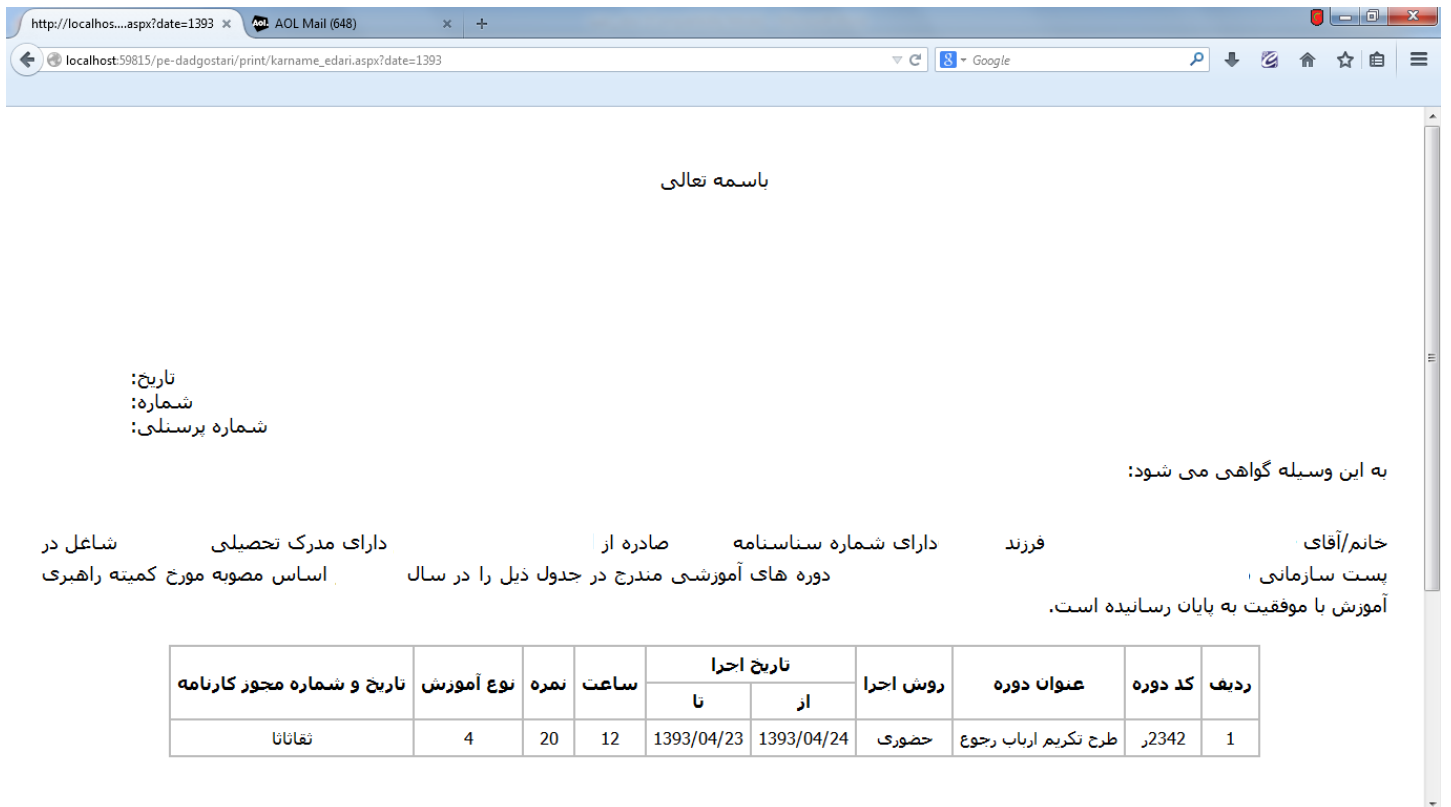 http://localhos....aspx?date=1393
AOL Mail (648)
localhost:59815/pe-dadgostari/print/karname_edari.aspx?date=1393
Google
باسمه تعالی
تاریخ:
شماره:
شماره پرسنلی:
به این وسیله گواهی می شود:
خانم/آقای فرزند دارای شماره سناسنامه صادره از دارای مدرک تحصیلی شاغل در
پست سازمانی دوره های آموزشی مندرج در جدول ذیل را در سال اساس مصوبه مورخ کمیته راهبری
آموزش با موفقیت به پایان رسانیده است.
ردیف کد دوره عنوان دوره روش اجرا تاریخ اجرا ساعت نمره نوع آموزش تاریخ و شماره مجوز کارنامه
از تا
1 2342ر طرح تکریم ارباب رجوع حضوری 1393/04/24 1393/04/23 12 20 4 ثقاثاثا